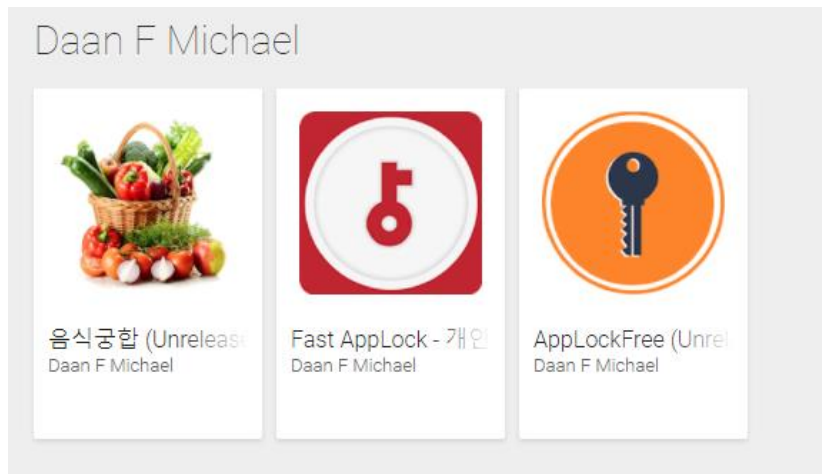 Daan F Michael
음식궁합 (Unreleas
Daan F Michael
Fast AppLock - 개인
Daan F Michael
AppLockFree (Unrel
Daan F Michael